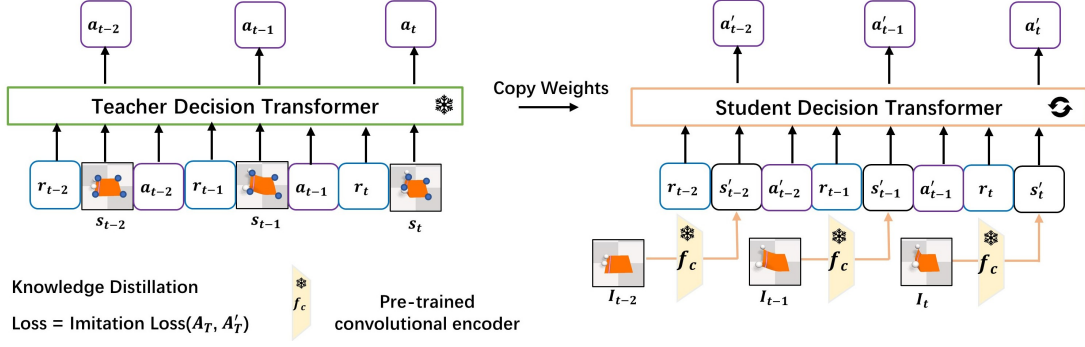 a_{t-2} a_{t-1} a_t
Teacher Decision Transformer
r_{t-2} a_{t-2} r_{t-1} a_{t-1} r_t
s_{t-2} s_{t-1} s_t
Copy Weights
a'_{t-2} a'_{t-1} a'_t
Student Decision Transformer
r_{t-2} s'_{t-2} a'_{t-2} r_{t-1} s'_{t-1} a'_{t-1} r_t s'_t
f_c f_c f_c
I_{t-2} I_{t-1} I_t
Knowledge Distillation
Loss = Imitation Loss(A_T, A'_T)
f_c
Pre-trained
convolutional encoder